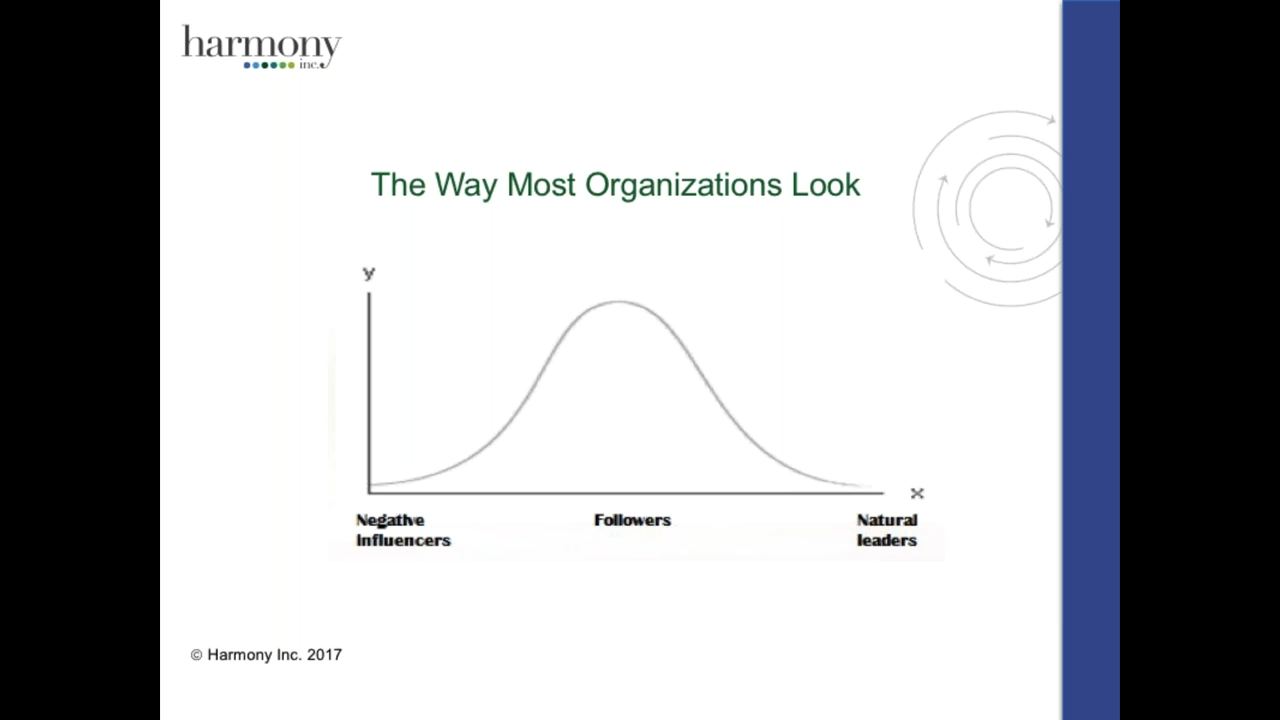 harmony
inc.
The Way Most Organizations Look
y
x
Negative
Influencers
Followers
Natural
leaders
© Harmony Inc. 2017